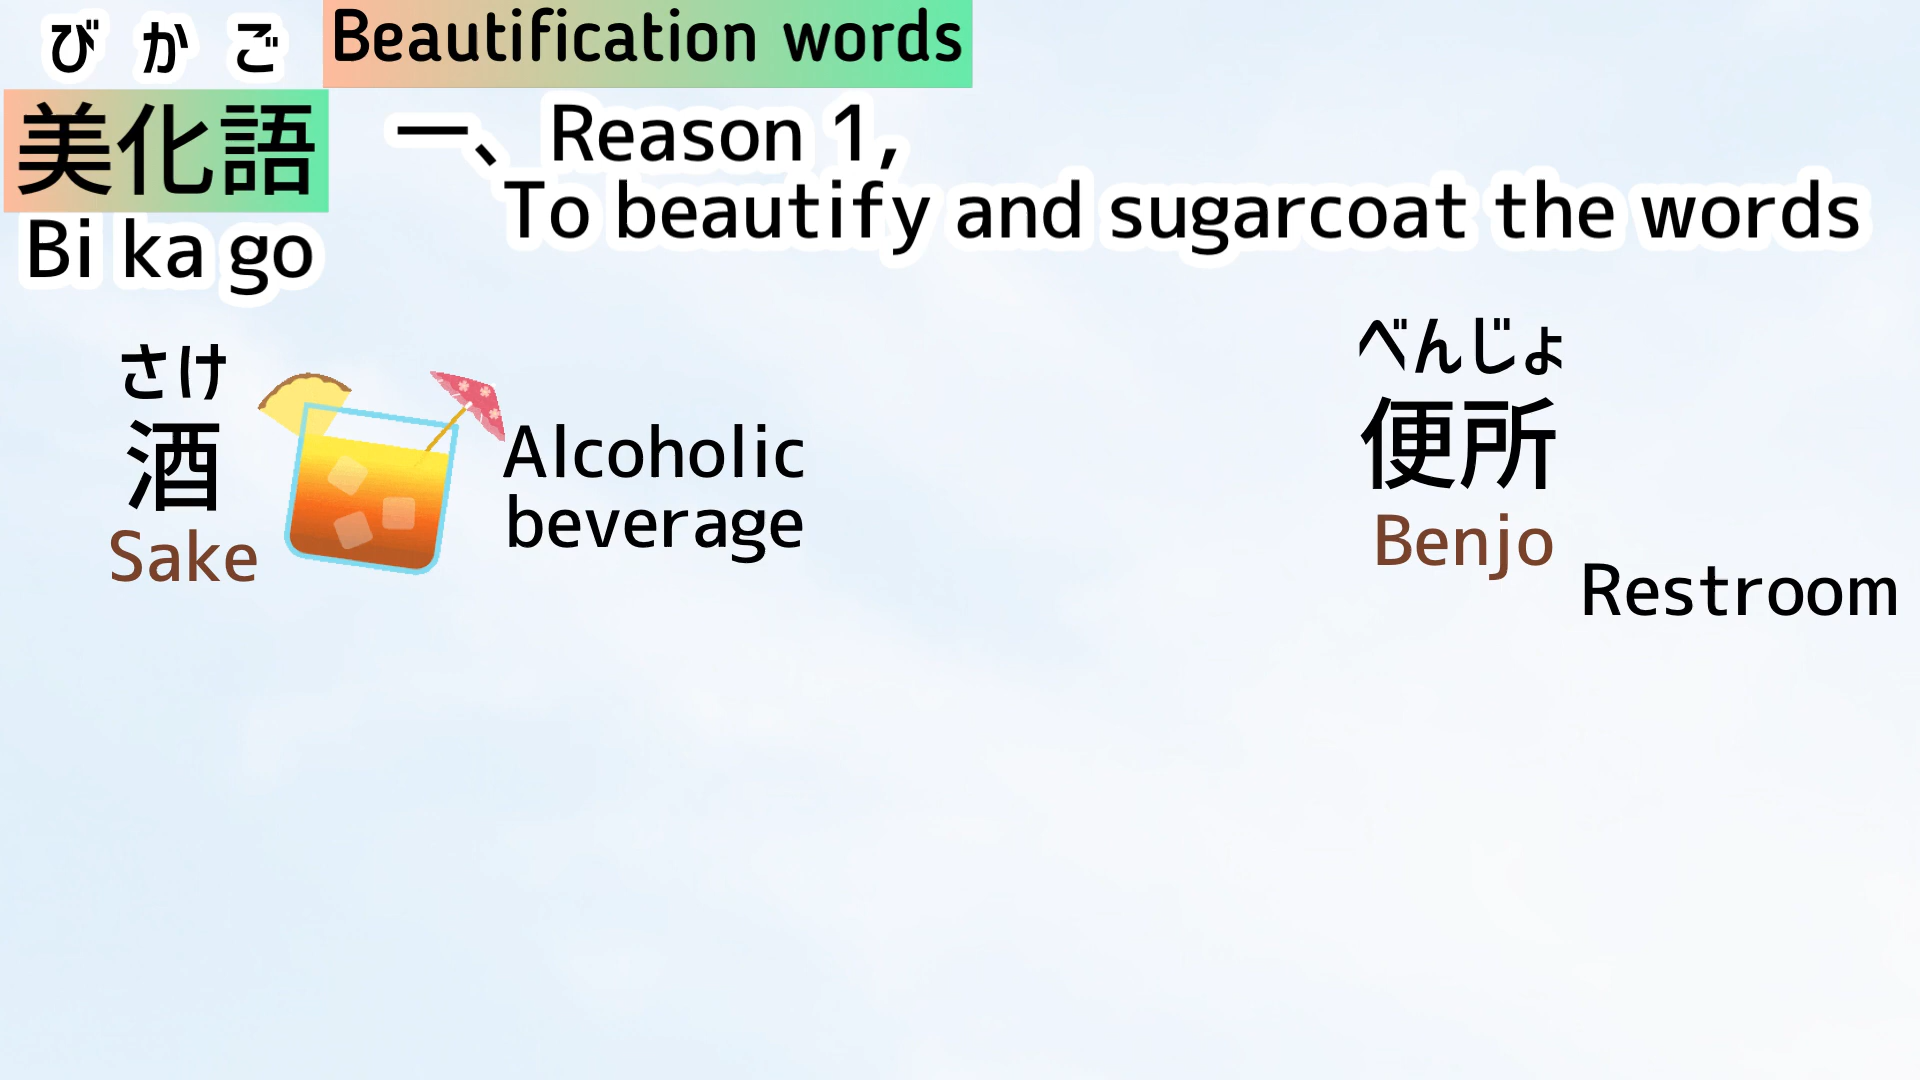 びかご
美化語
Bi ka go
Beautification words
一、Reason 1,
To beautify and sugarcoat the words
さけ
酒
Sake
Alcoholic
beverage
べんじょ
便所
Benjo
Restroom